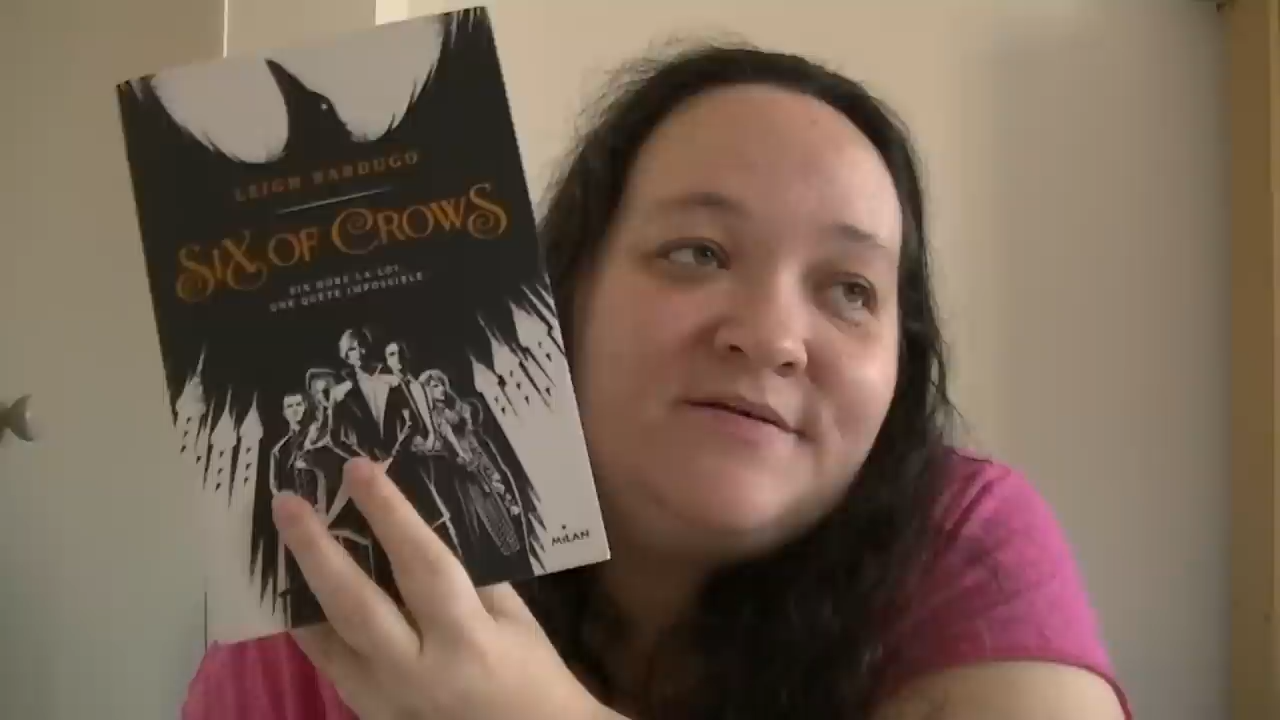 LEIGH BARDUGO
SIX OF CROWS
SIX HORS-LA-LOI
UNE QUÊTE IMPOSSIBLE
MILAN